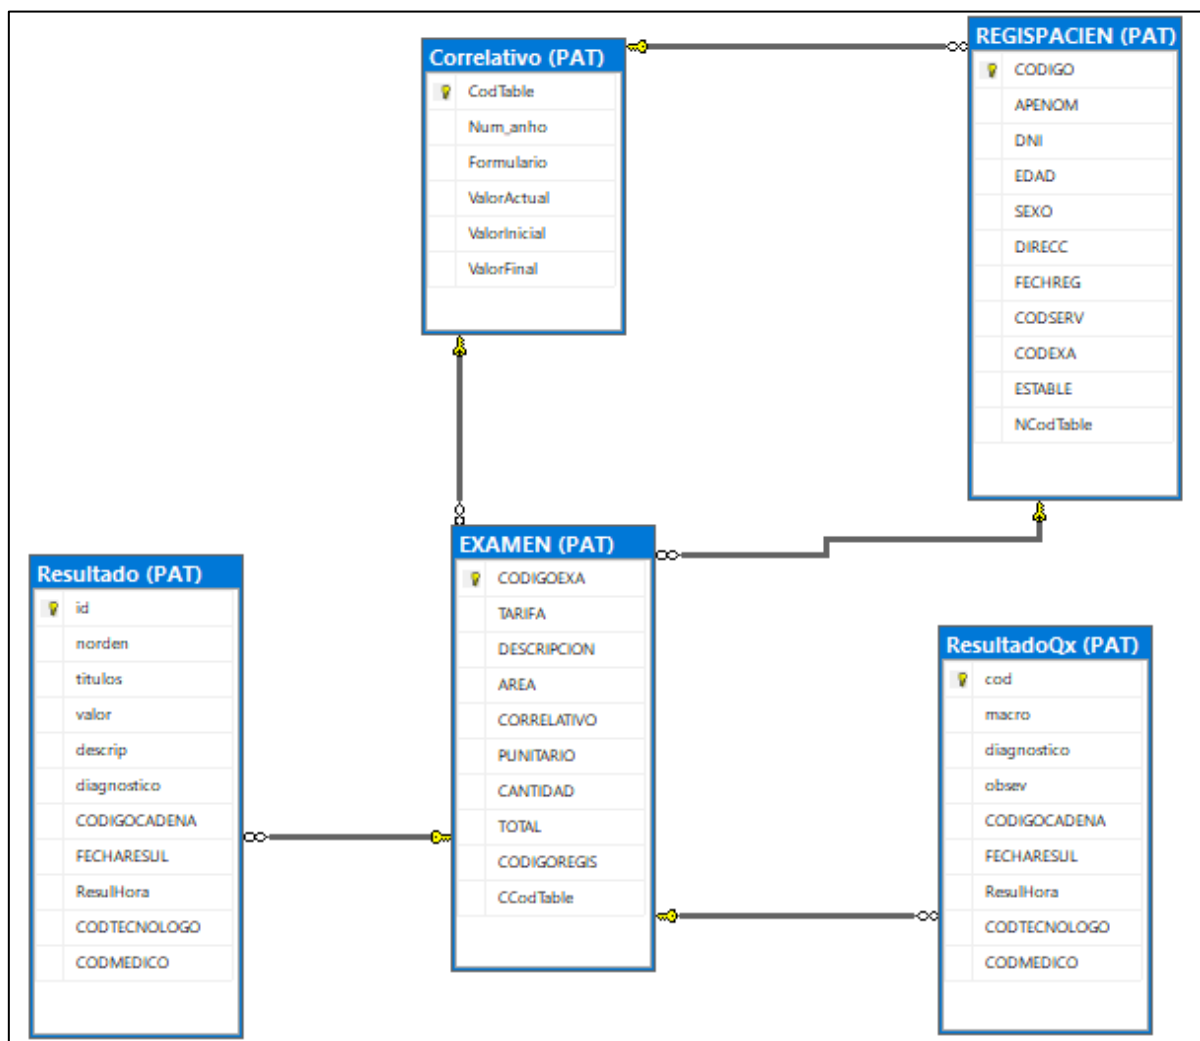 Correlativo (PAT)
CodTable
Num_anho
Formulario
ValorActual
ValorInicial
ValorFinal
REGISPACIEN (PAT)
CODIGO
APENOM
DNI
EDAD
SEXO
DIRECC
FECHREG
CODSERV
CODEXA
ESTABLE
NCodTable
EXAMEN (PAT)
CODIGOEXA
TARIFA
DESCRIPCION
AREA
CORRELATIVO
PUNITARIO
CANTIDAD
TOTAL
CODIGOREGIS
CCodTable
Resultado (PAT)
id
norden
titulos
valor
descrip
diagnostico
CODIGOCADENA
FECHARESUL
ResulHora
CODTECNOLOGO
CODMEDICO
ResultadoQx (PAT)
cod
macro
diagnostico
obsev
CODIGOCADENA
FECHARESUL
ResulHora
CODTECNOLOGO
CODMEDICO